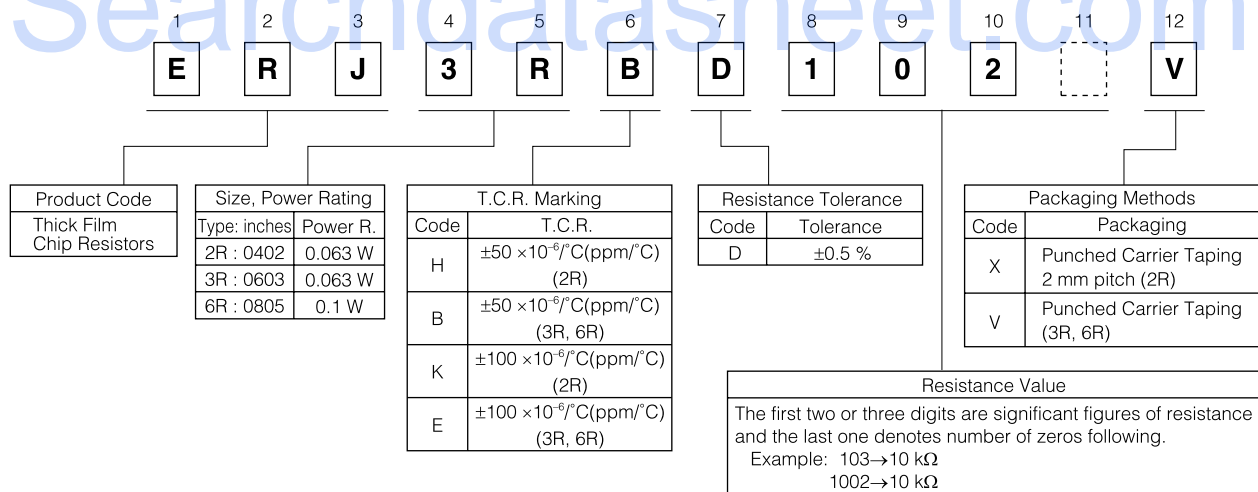 Searchdatasheet.com
1 2 3 4 5 6 7 8 9 10 11 12
E R J 3 R B D 1 0 2 V
Product Code
Thick Film
Chip Resistors
Size, Power Rating
Type: inches Power R.
2R : 0402 0.063 W
3R : 0603 0.063 W
6R : 0805 0.1 W
T.C.R. Marking
Code T.C.R.
H ±50 ×10⁻⁶/°C(ppm/°C)
(2R)
B ±50 ×10⁻⁶/°C(ppm/°C)
(3R, 6R)
K ±100 ×10⁻⁶/°C(ppm/°C)
(2R)
E ±100 ×10⁻⁶/°C(ppm/°C)
(3R, 6R)
Resistance Tolerance
Code Tolerance
D ±0.5 %
Packaging Methods
Code Packaging
X Punched Carrier Taping
2 mm pitch (2R)
V Punched Carrier Taping
(3R, 6R)
Resistance Value
The first two or three digits are significant figures of resistance
and the last one denotes number of zeros following.
Example: 103→10 kΩ
1002→10 kΩ